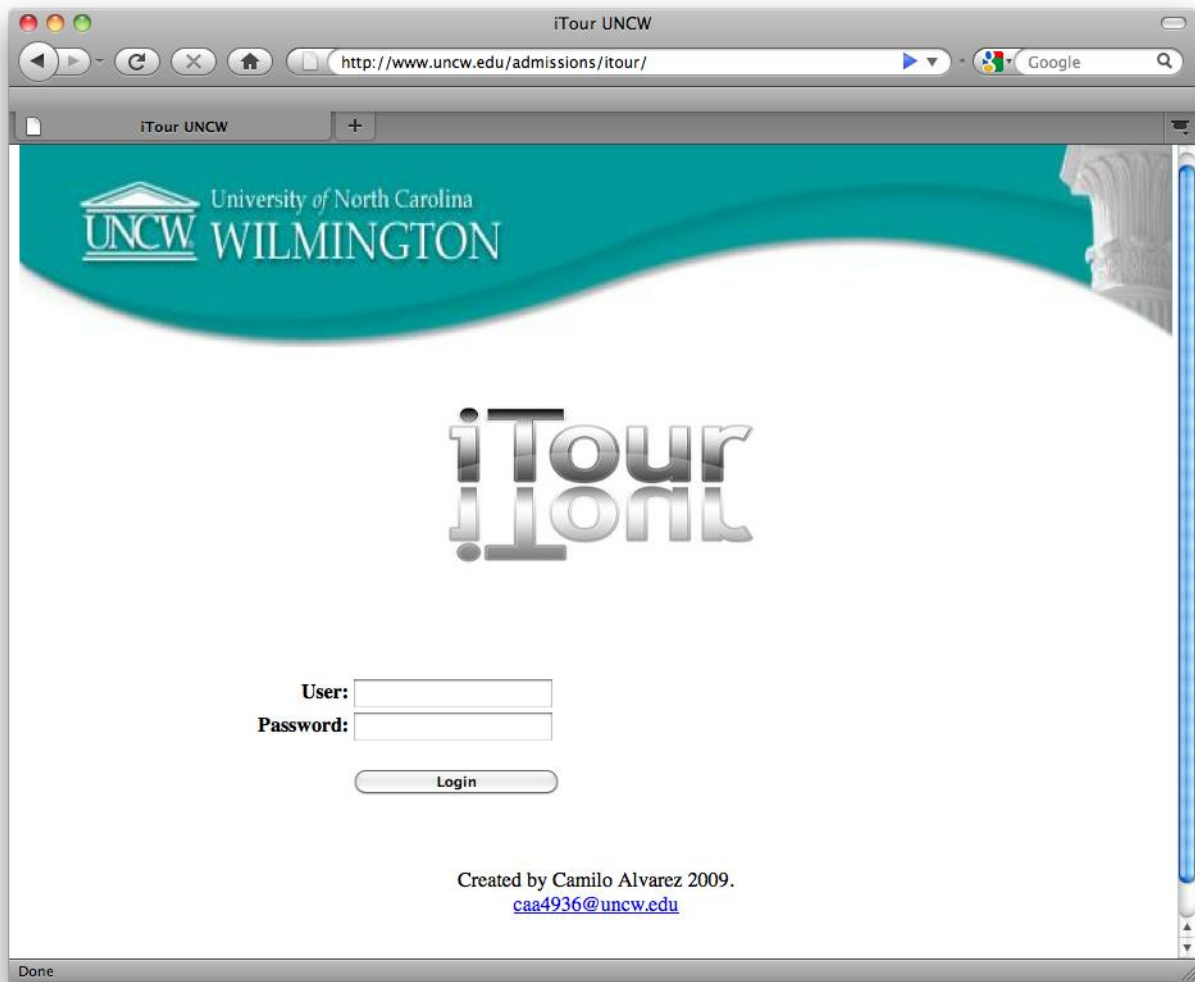 iTour UNCW
http://www.uncw.edu/admissions/itour/
Google
iTour UNCW
University of North Carolina
UNCW WILMINGTON
iTour
User:
Password:
Login
Created by Camilo Alvarez 2009.
caa4936@uncw.edu
Done